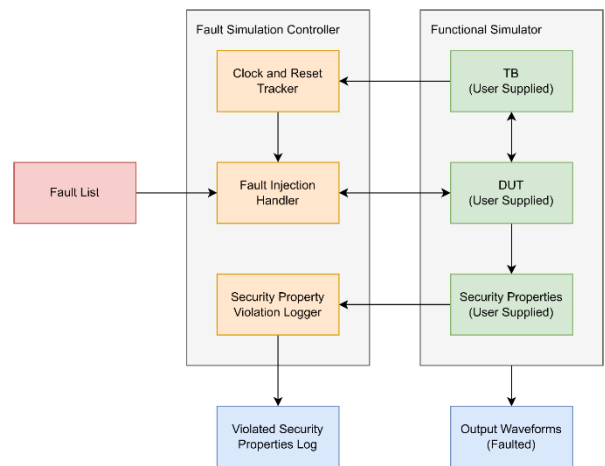 Fault Simulation Controller
Functional Simulator
Clock and Reset
Tracker
TB
(User Supplied)
Fault List
Fault Injection
Handler
DUT
(User Supplied)
Security Property
Violation Logger
Security Properties
(User Supplied)
Violated Security
Properties Log
Output Waveforms
(Faulted)